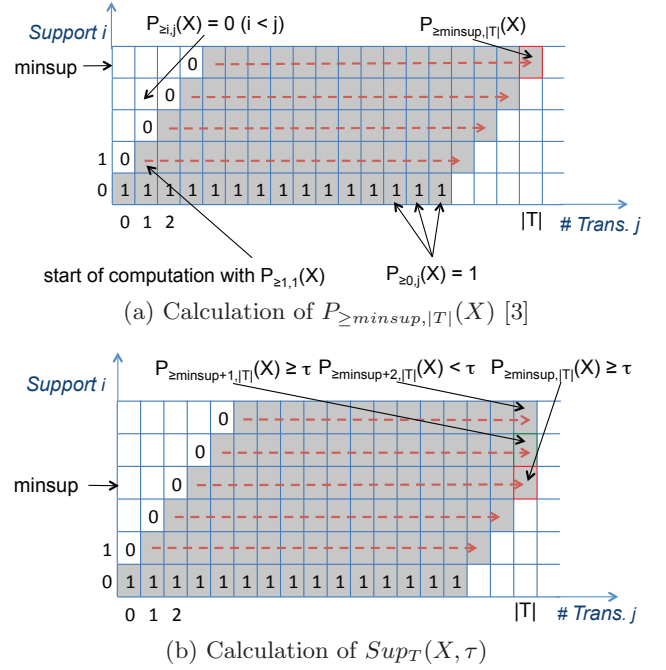 P≥i,j(X) = 0 (i < j) P≥minsup,|T|(X)
Support i
minsup 0
0
0
1 0
0 1 1 1 1 1 1 1 1 1 1 1 1 1 1 1
0 1 2 |T| # Trans. j
start of computation with P≥1,1(X) P≥0,j(X) = 1
(a) Calculation of P≥minsup,|T|(X) [3]
P≥minsup+1,|T|(X) ≥ τ P≥minsup+2,|T|(X) < τ P≥minsup,|T|(X) ≥ τ
Support i
0
0
minsup 0
0
1 0
0 1 1 1 1 1 1 1 1 1 1 1 1 1 1 1
0 1 2 |T| # Trans. j
(b) Calculation of SupT(X, τ)